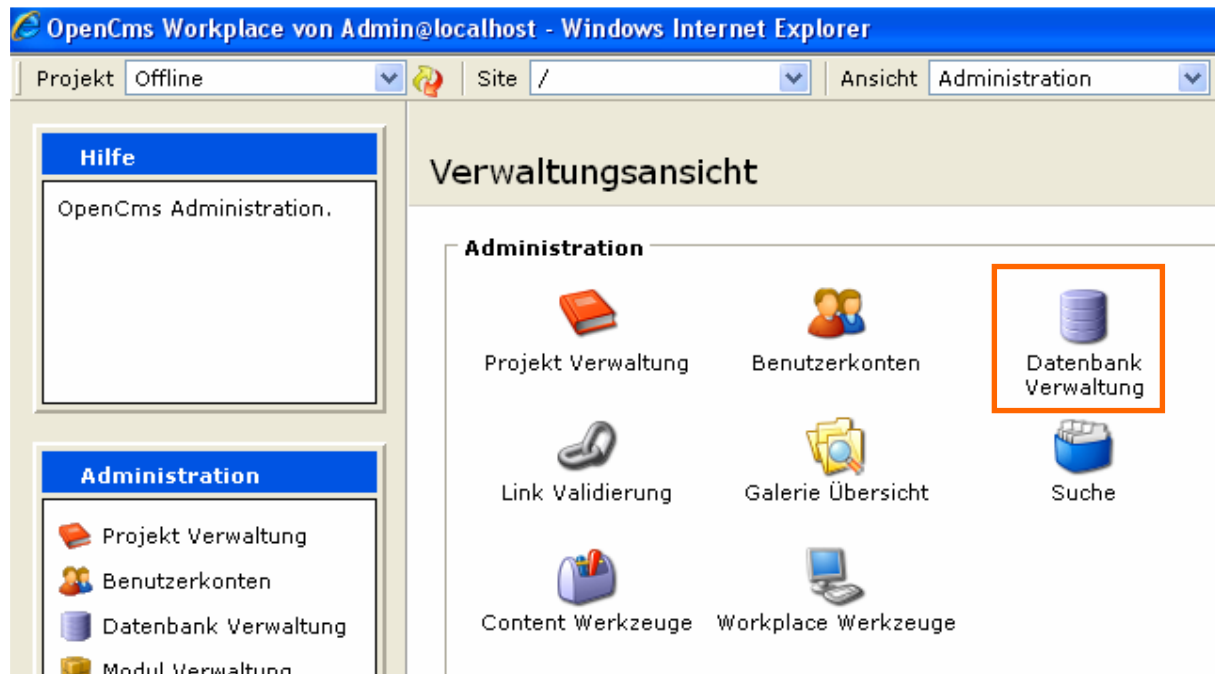 OpenCms Workplace von Admin@localhost - Windows Internet Explorer
Projekt Offline Site / Ansicht Administration
Hilfe
OpenCms Administration.
Verwaltungsansicht
Administration
Projekt Verwaltung
Benutzerkonten
Datenbank
Verwaltung
Link Validierung
Galerie Übersicht
Suche
Content Werkzeuge
Workplace Werkzeuge
Administration
Projekt Verwaltung
Benutzerkonten
Datenbank Verwaltung
Modul Verwaltung